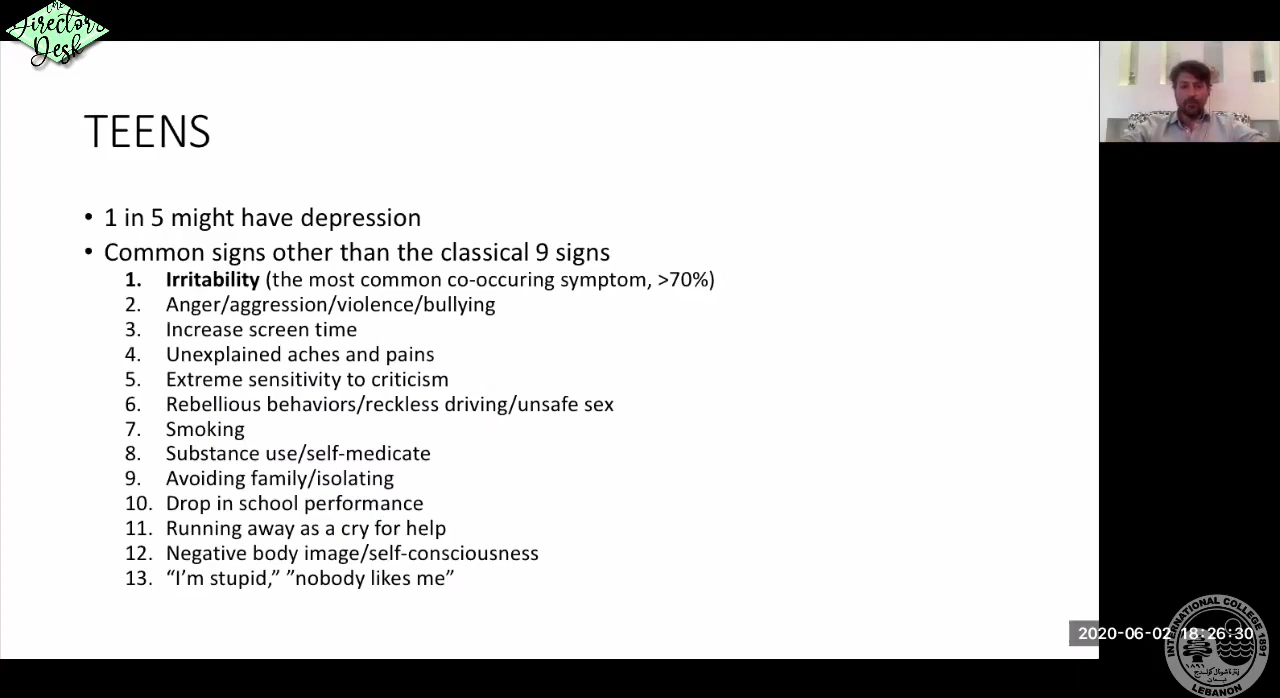 the
Director's
Desk
TEENS
• 1 in 5 might have depression
• Common signs other than the classical 9 signs
1. Irritability (the most common co-occuring symptom, >70%)
2. Anger/aggression/violence/bullying
3. Increase screen time
4. Unexplained aches and pains
5. Extreme sensitivity to criticism
6. Rebellious behaviors/reckless driving/unsafe sex
7. Smoking
8. Substance use/self-medicate
9. Avoiding family/isolating
10. Drop in school performance
11. Running away as a cry for help
12. Negative body image/self-consciousness
13. “I’m stupid,” ”nobody likes me”
2020-06-02 18:26:30
INTERNATIONAL COLLEGE 1891
LEBANON